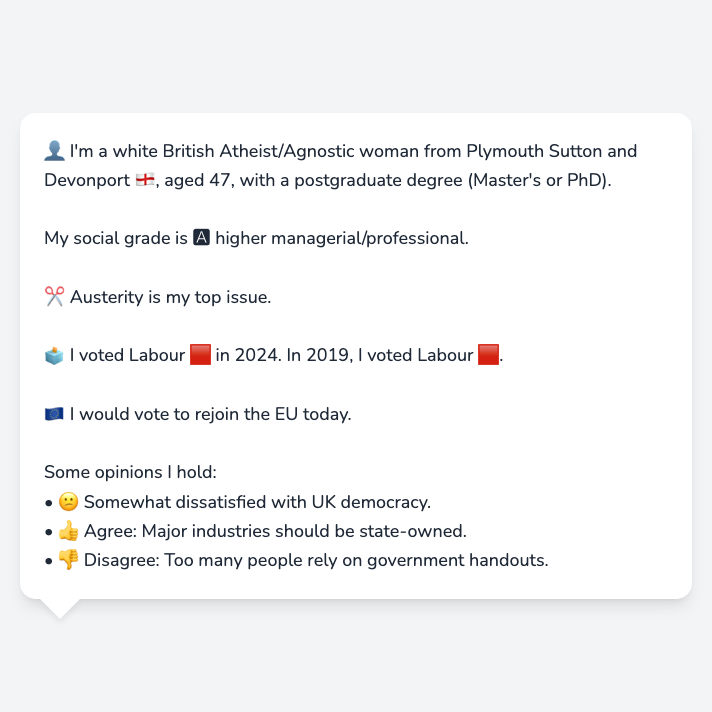 👤 I'm a white British Atheist/Agnostic woman from Plymouth Sutton and
Devonport 🏴󠁧󠁢󠁥󠁮󠁧󠁿, aged 47, with a postgraduate degree (Master's or PhD).
My social grade is 🅰 higher managerial/professional.
✂️ Austerity is my top issue.
🗳️ I voted Labour 🟥 in 2024. In 2019, I voted Labour 🟥.
🇪🇺 I would vote to rejoin the EU today.
Some opinions I hold:
• 🙁 Somewhat dissatisfied with UK democracy.
• 👍 Agree: Major industries should be state-owned.
• 👎 Disagree: Too many people rely on government handouts.